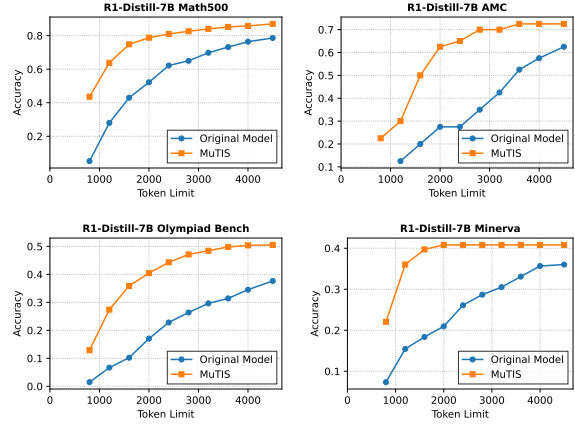 R1-Distill-7B Math500
Accuracy
0.8
0.6
0.4
0.2
0 1000 2000 3000 4000
Token Limit
Original Model
MuTIS
R1-Distill-7B AMC
Accuracy
0.7
0.6
0.5
0.4
0.3
0.2
0.1
0 1000 2000 3000 4000
Token Limit
Original Model
MuTIS
R1-Distill-7B Olympiad Bench
Accuracy
0.5
0.4
0.3
0.2
0.1
0.0
0 1000 2000 3000 4000
Token Limit
Original Model
MuTIS
R1-Distill-7B Minerva
Accuracy
0.4
0.3
0.2
0.1
0 1000 2000 3000 4000
Token Limit
Original Model
MuTIS